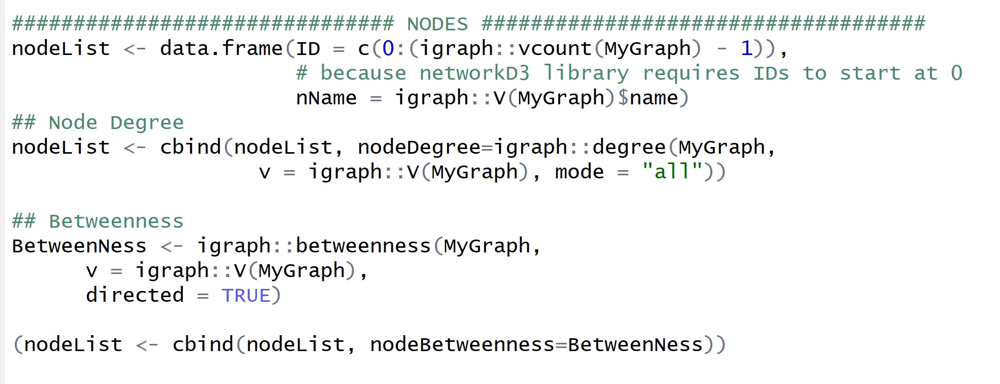 ############################### NODES ####################################
nodeList <- data.frame(ID = c(0:(igraph::vcount(MyGraph) - 1)),
                       # because networkD3 library requires IDs to start at 0
                       nName = igraph::V(MyGraph)$name)
## Node Degree
nodeList <- cbind(nodeList, nodeDegree=igraph::degree(MyGraph,
                    v = igraph::V(MyGraph), mode = "all"))

## Betweenness
BetweenNess <- igraph::betweenness(MyGraph,
      v = igraph::V(MyGraph),
      directed = TRUE)

(nodeList <- cbind(nodeList, nodeBetweenness=BetweenNess))